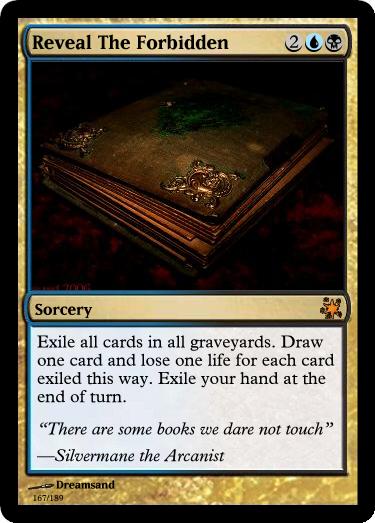 Reveal The Forbidden 2
Sorcery
Exile all cards in all graveyards. Draw
one card and lose one life for each card
exiled this way. Exile your hand at the
end of turn.
“There are some books we dare not touch”
—Silvermane the Arcanist
Dreamsand
167/189